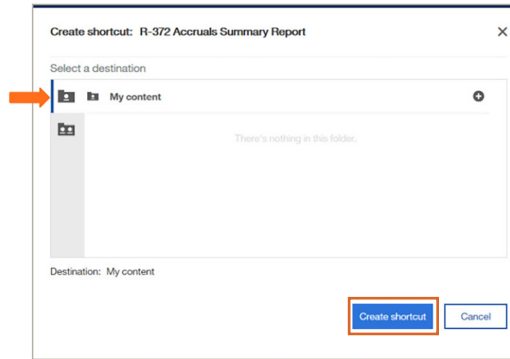 Create shortcut: R-372 Accruals Summary Report
Select a destination
My content
There's nothing in this folder.
Destination: My content
Create shortcut
Cancel